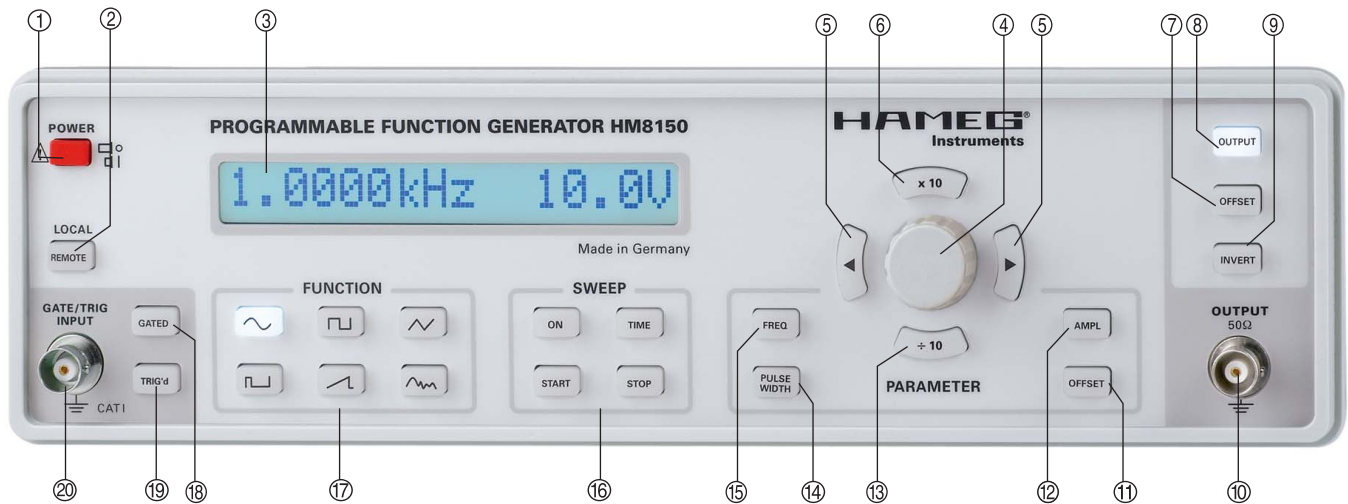 ① ② ③ ⑤ ⑥ ④ ⑤ ⑦ ⑧ ⑨
POWER
PROGRAMMABLE FUNCTION GENERATOR HM8150
HAMEG®
Instruments
1.0000kHz 10.0V
Made in Germany
LOCAL
REMOTE
x 10
÷ 10
OUTPUT
OFFSET
INVERT
GATE/TRIG
INPUT
GATED
TRIG'd
CAT I
FUNCTION
SWEEP
ON
TIME
START
STOP
FREQ
PULSE
WIDTH
PARAMETER
AMPL
OFFSET
OUTPUT
50Ω
⑳ ⑲ ⑱ ⑰ ⑯ ⑮ ⑭ ⑬ ⑫ ⑪ ⑩